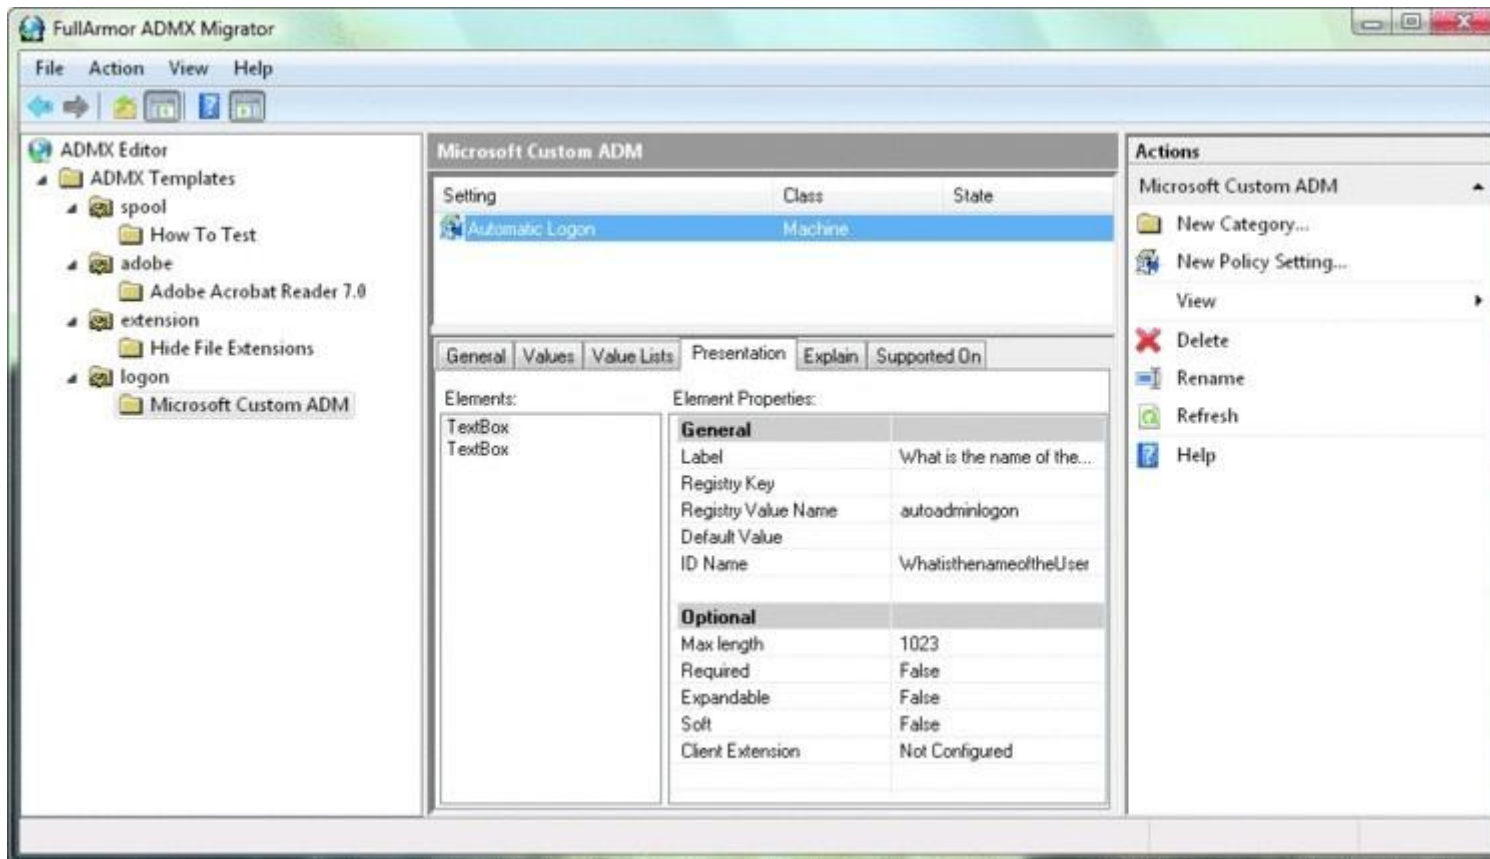 FullArmor ADMX Migrator
File Action View Help
ADMX Editor
ADMX Templates
spool
How To Test
adobe
Adobe Acrobat Reader 7.0
extension
Hide File Extensions
logon
Microsoft Custom ADM
Microsoft Custom ADM
Setting Class State
Automatic Logon Machine
General Values Value Lists Presentation Explain Supported On
Elements: Element Properties:
TextBox
TextBox
General
Label What is the name of the...
Registry Key
Registry Value Name autoadminlogon
Default Value
ID Name WhatisthenameoftheUser
Optional
Max length 1023
Required False
Expandable False
Soft False
Client Extension Not Configured
Actions
Microsoft Custom ADM
New Category...
New Policy Setting...
View
Delete
Rename
Refresh
Help